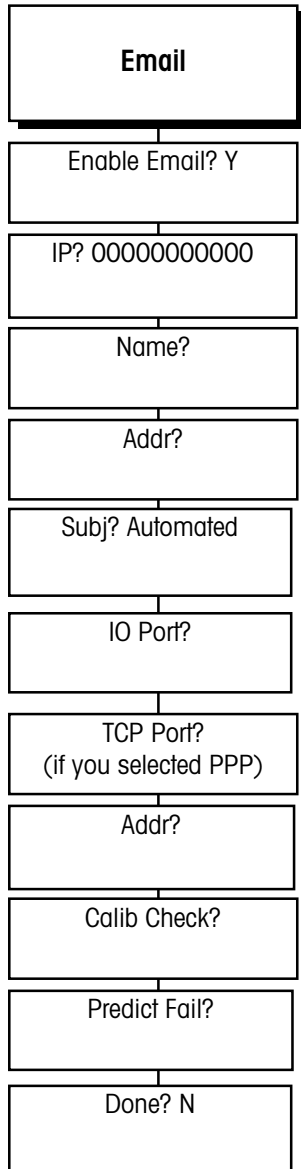 Email
Enable Email? Y
IP? 00000000000
Name?
Addr?
Subj? Automated
IO Port?
TCP Port?
(if you selected PPP)
Addr?
Calib Check?
Predict Fail?
Done? N